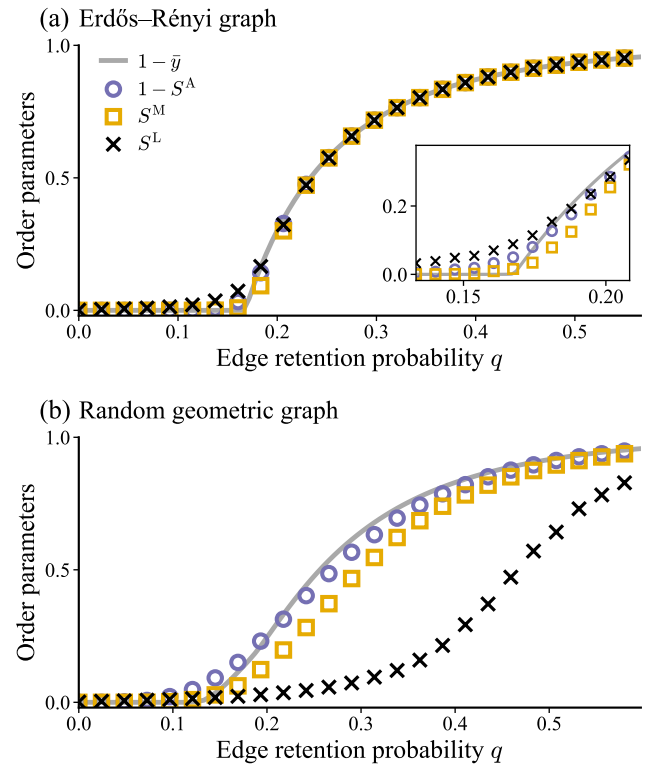 (a) Erdős–Rényi graph
1.0
0.5
0.0
Order parameters
1 − ȳ
1 − Sᴬ
Sᴹ
Sᴸ
0.2
0.0
0.15
0.20
0.0
0.1
0.2
0.3
0.4
0.5
Edge retention probability q
(b) Random geometric graph
1.0
0.5
0.0
Order parameters
0.0
0.1
0.2
0.3
0.4
0.5
Edge retention probability q